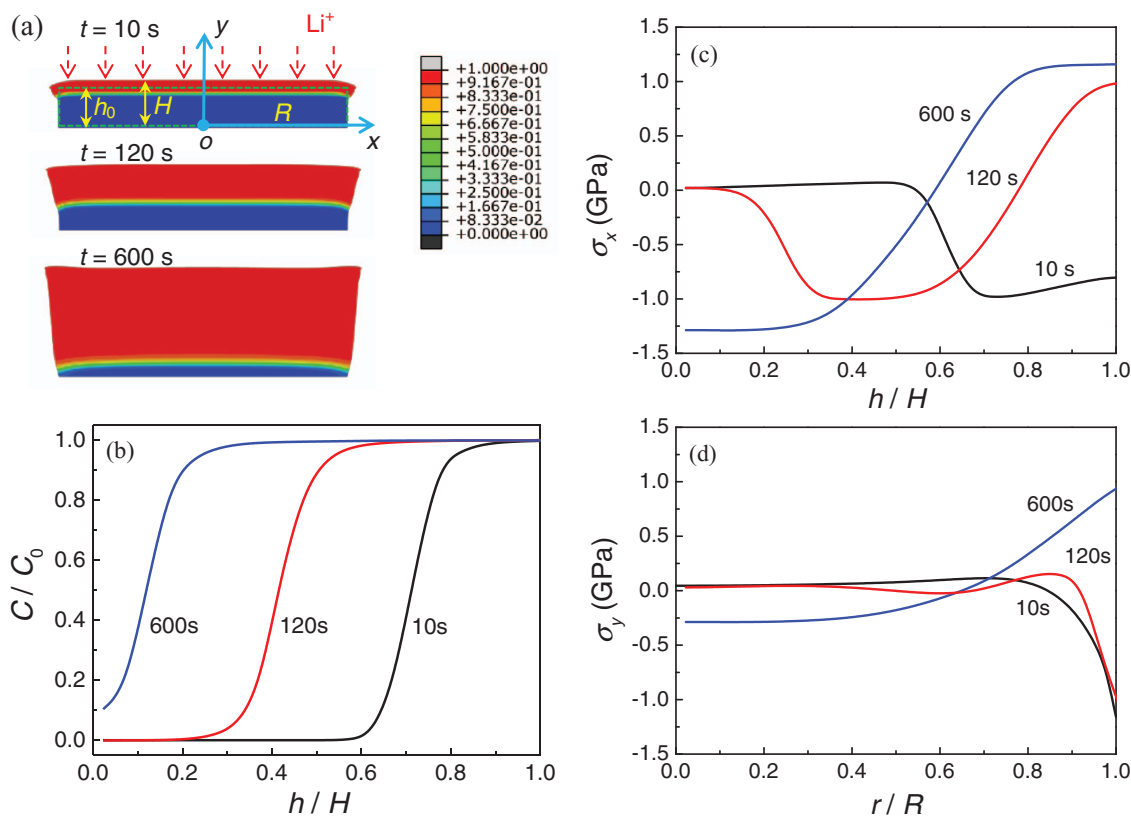 (a)
t = 10 s
y
Li+
h0
H
R
o
x
t = 120 s
t = 600 s
+1.000e+00
+9.167e-01
+8.333e-01
+7.500e-01
+6.667e-01
+5.833e-01
+5.000e-01
+3.333e-01
+2.500e-01
+1.667e-01
+8.333e-02
+0.000e+00
(b)
C / C0
1.0
0.8
0.6
0.4
0.2
0.0
600s
120s
10s
0.0 0.2 0.4 0.6 0.8 1.0
h / H
(c)
σx (GPa)
1.5
1.0
0.5
0.0
-0.5
-1.0
-1.5
600 s
120 s
10 s
0.0 0.2 0.4 0.6 0.8 1.0
h / H
(d)
σy (GPa)
1.5
1.0
0.5
0.0
-0.5
-1.0
-1.5
600s
120s
10s
0.0 0.2 0.4 0.6 0.8 1.0
r / R